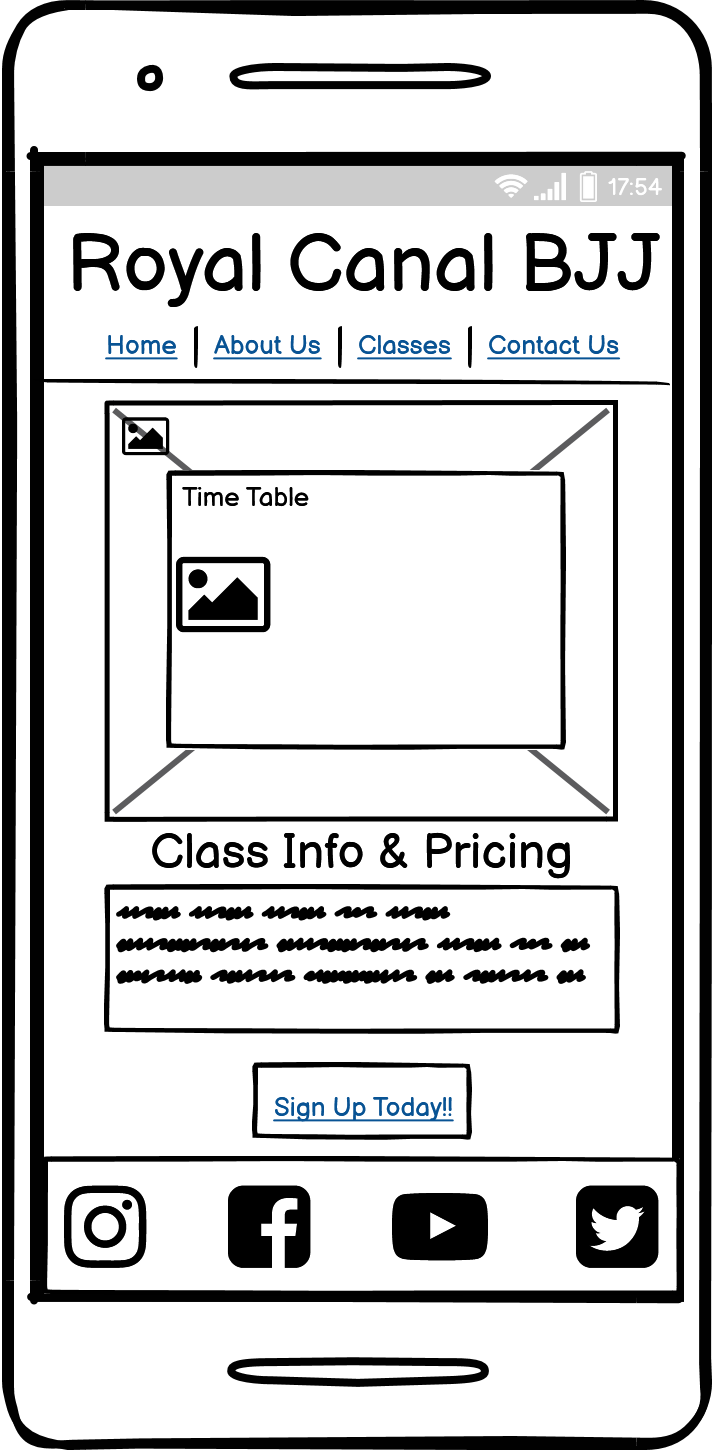 17:54
Royal Canal BJJ
Home | About Us | Classes | Contact Us
Time Table
Class Info & Pricing
Sign Up Today!!